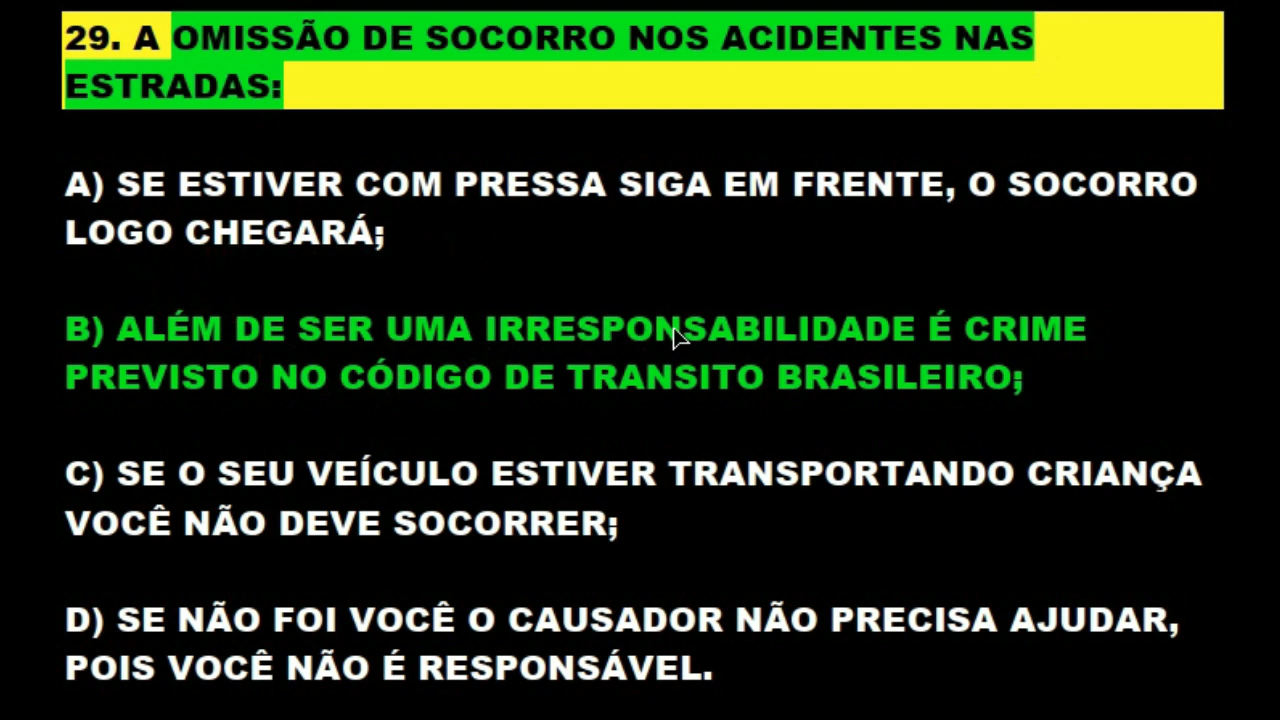 29. A OMISSÃO DE SOCORRO NOS ACIDENTES NAS
ESTRADAS:
A) SE ESTIVER COM PRESSA SIGA EM FRENTE, O SOCORRO
LOGO CHEGARÁ;
B) ALÉM DE SER UMA IRRESPONSABILIDADE É CRIME
PREVISTO NO CÓDIGO DE TRANSITO BRASILEIRO;
C) SE O SEU VEÍCULO ESTIVER TRANSPORTANDO CRIANÇA
VOCÊ NÃO DEVE SOCORRER;
D) SE NÃO FOI VOCÊ O CAUSADOR NÃO PRECISA AJUDAR,
POIS VOCÊ NÃO É RESPONSÁVEL.